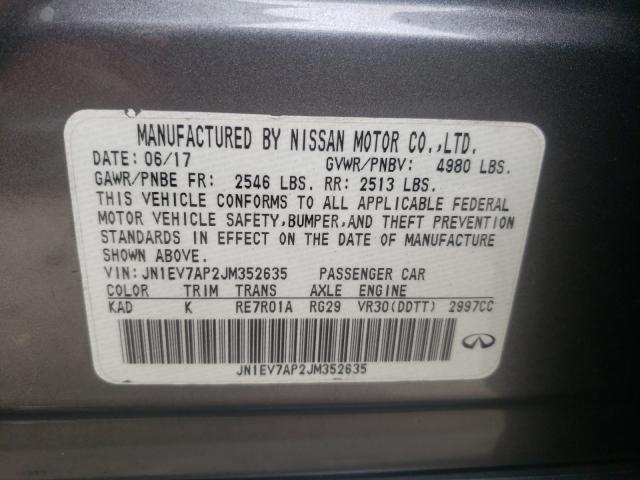 MANUFACTURED BY NISSAN MOTOR CO.,LTD.
DATE: 06/17 GVWR/PNBV: 4980 LBS.
GAWR/PNBE FR: 2546 LBS. RR: 2513 LBS.
THIS VEHICLE CONFORMS TO ALL APPLICABLE FEDERAL
MOTOR VEHICLE SAFETY,BUMPER,AND THEFT PREVENTION
STANDARDS IN EFFECT ON THE DATE OF MANUFACTURE
SHOWN ABOVE.
VIN: JN1EV7AP2JM352635 PASSENGER CAR
COLOR TRIM TRANS AXLE ENGINE
KAD K RE7R01A RG29 VR30(DDTT) 2997CC
JN1EV7AP2JM352635